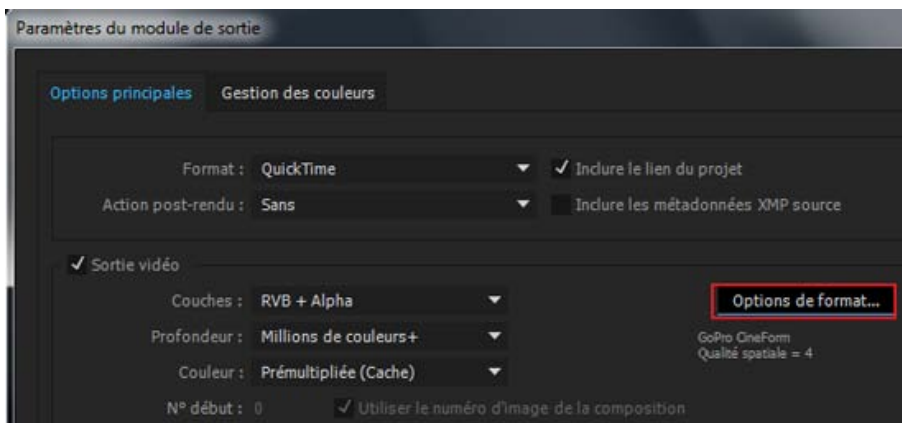 Paramètres du module de sortie
Options principales Gestion des couleurs
Format : QuickTime Inclure le lien du projet
Action post-rendu : Sans Inclure les métadonnées XMP source
Sortie vidéo
Couches : RVB + Alpha Options de format...
Profondeur : Millions de couleurs+ GoPro CineForm
Qualité spatiale = 4
Couleur : Prémultipliée (Cache)
N° début : 0 Utiliser le numéro d'image de la composition